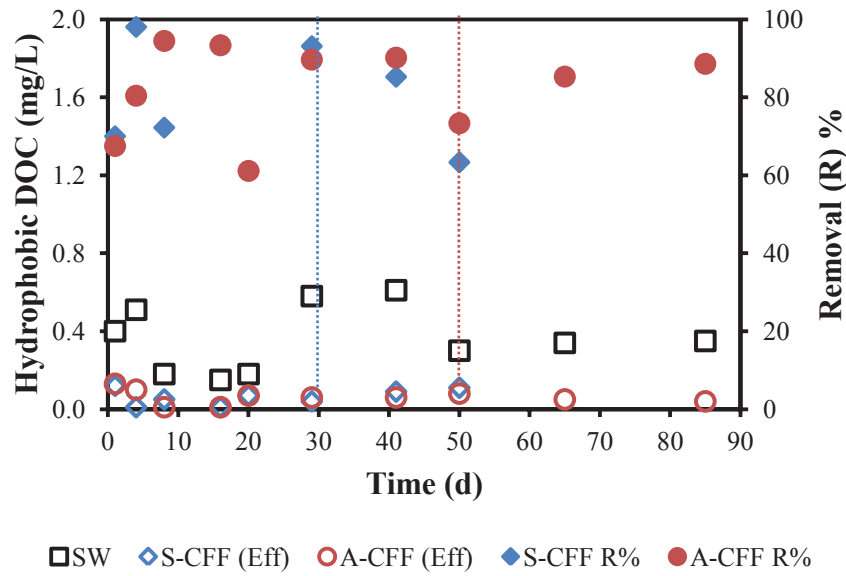 Hydrophobic DOC (mg/L)
2.0
1.6
1.2
0.8
0.4
0.0
100
80
60
40
20
0
Removal (R) %
0 10 20 30 40 50 60 70 80 90
Time (d)
SW S-CFF (Eff) A-CFF (Eff) S-CFF R% A-CFF R%